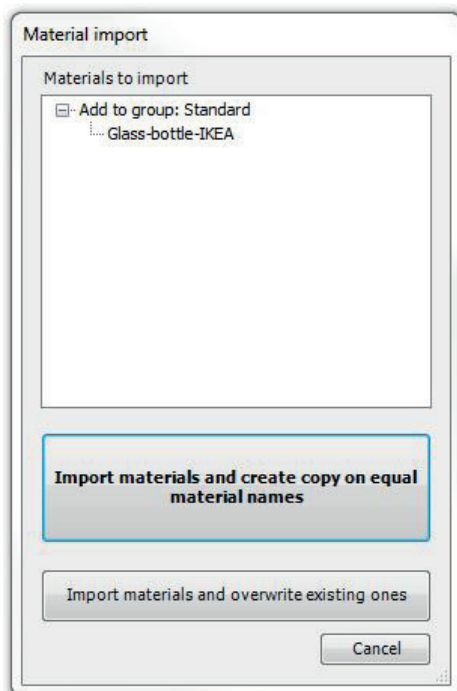 Material import
Materials to import
Add to group: Standard
Glass-bottle-IKEA
Import materials and create copy on equal
material names
Import materials and overwrite existing ones
Cancel